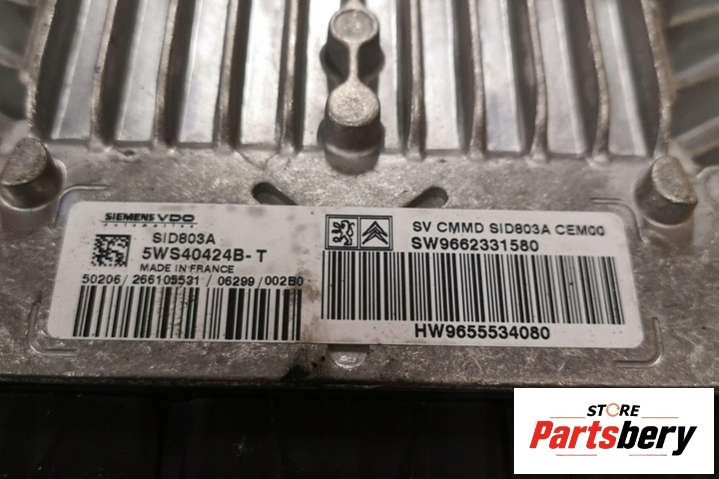 SIEMENS VDO
Automotive
SID803A
5WS40424B-T
MADE IN FRANCE
50206/266105531/06299/002B0
SV CMMD SID803A CEM00
SW9662331580
HW9655534080
STORE
Partsbery